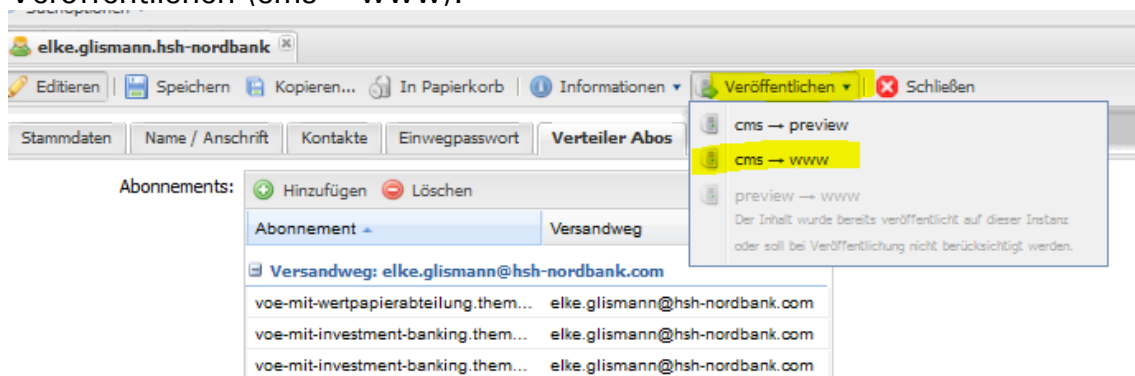 Veröffentlichen (cms
www).
Suchoptionen
elke.glismann.hsh-nordbank
Editieren Speichern Kopieren... In Papierkorb Informationen Veröffentlichen Schließen
cms → preview
cms → www
preview → www
Der Inhalt wurde bereits veröffentlicht auf dieser Instanz
oder soll bei Veröffentlichung nicht berücksichtigt werden.
Stammdaten Name / Anschrift Kontakte Einwegpasswort Verteiler Abos
Abonnements: Hinzufügen Löschen
Abonnement Versandweg
Versandweg: elke.glismann@hsh-nordbank.com
voe-mit-wertpapierabteilung.them... elke.glismann@hsh-nordbank.com
voe-mit-investment-banking.them... elke.glismann@hsh-nordbank.com
voe-mit-investment-banking.them... elke.glismann@hsh-nordbank.com